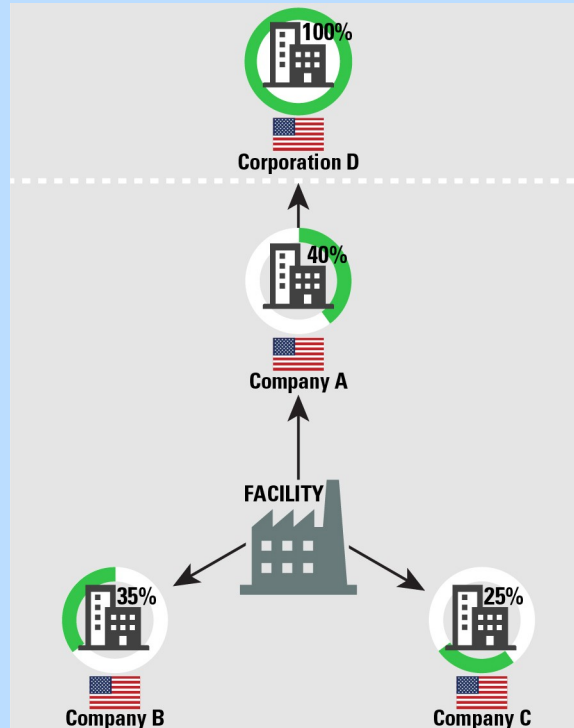 100%
Corporation D
40%
Company A
FACILITY
35%
25%
Company B
Company C